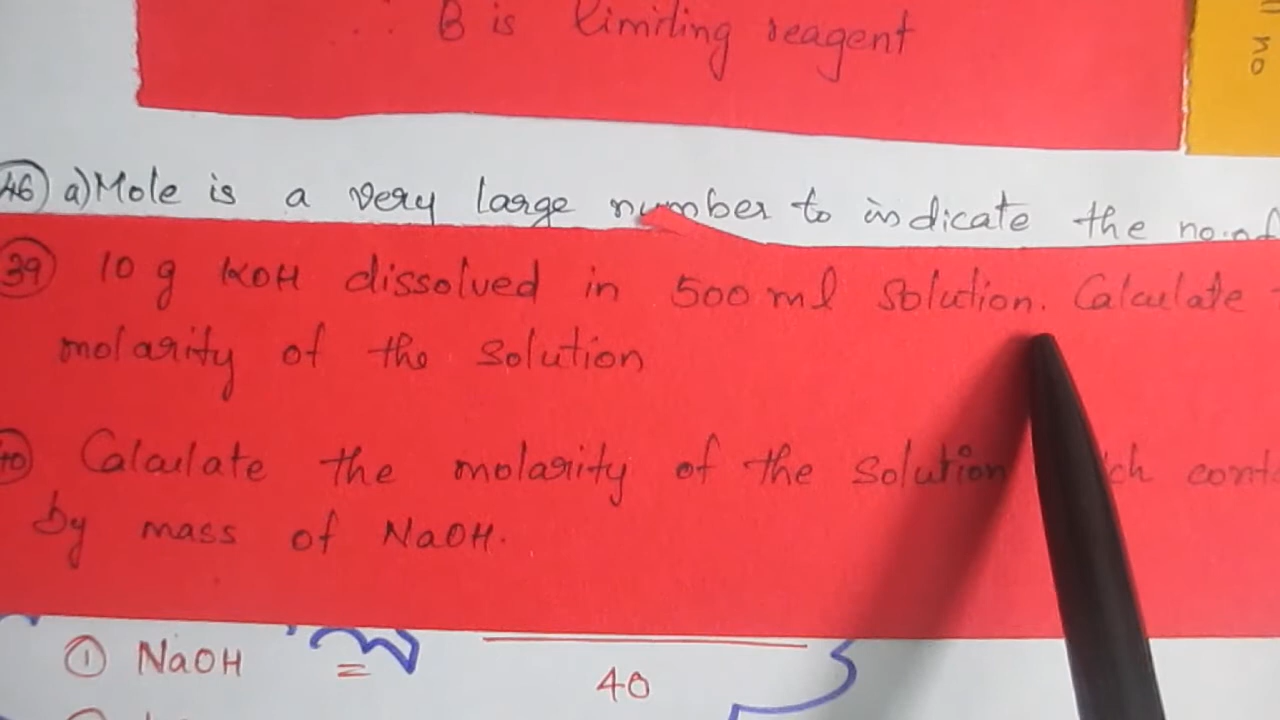 B is limiting reagent
no
46 a) Mole is a very large number to indicate the no. of
39 10 g KOH dissolved in 500 ml solution. Calculate
molarity of the solution
40 Calculate the molarity of the solution
by mass of NaOH.
① NaOH =
40